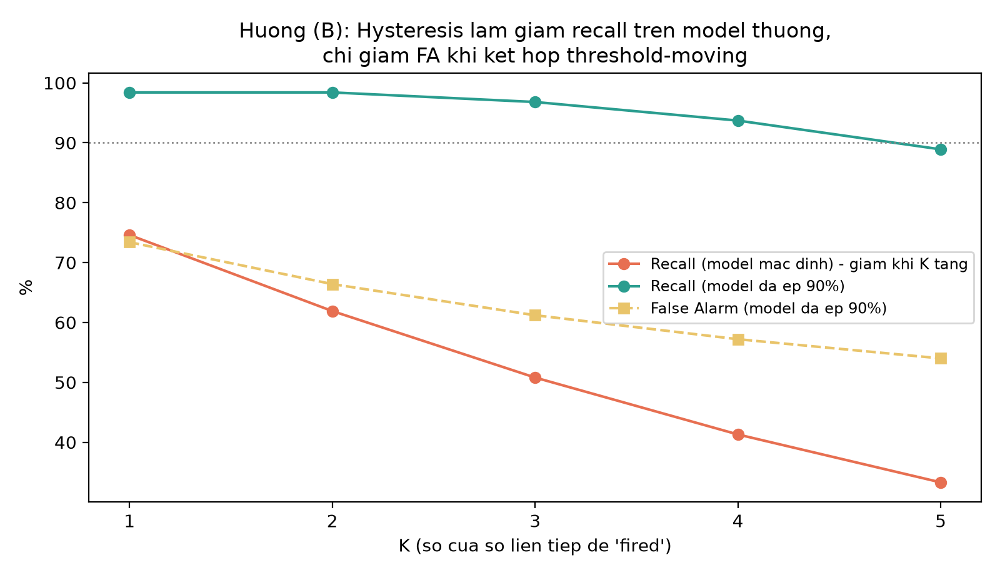 Huong (B): Hysteresis lam giam recall tren model thuong,
chi giam FA khi ket hop threshold-moving
100
90
80
70
60
50
40
%
Recall (model mac dinh) - giam khi K tang
Recall (model da ep 90%)
False Alarm (model da ep 90%)
1 2 3 4 5
K (so cua so lien tiep de 'fired')